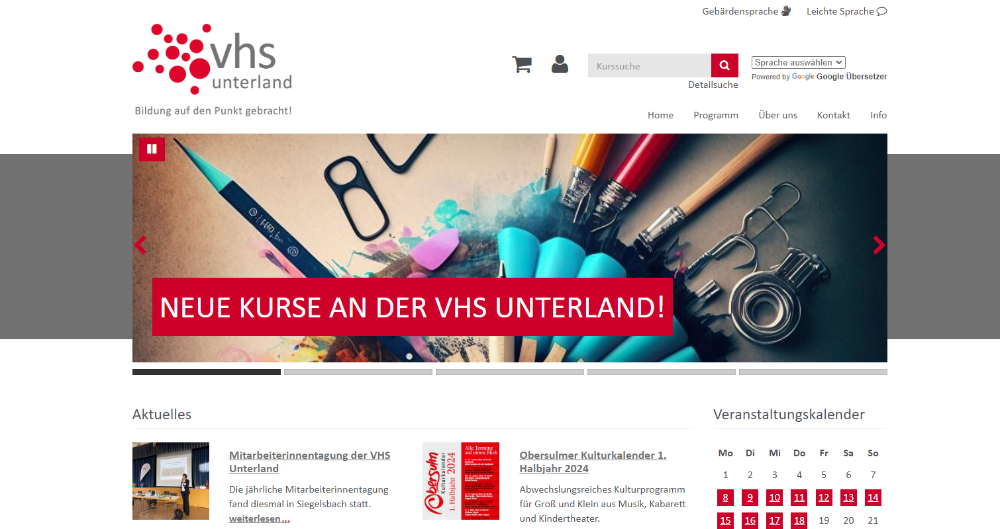 Gebärdensprache
Leichte Sprache
vhs
unterland
Bildung auf den Punkt gebracht!
Kurssuche
Detailsuche
Sprache auswählen
Powered by Google Google Übersetzer
Home
Programm
Über uns
Kontakt
Info
NEUE KURSE AN DER VHS UNTERLAND!
Aktuelles
Mitarbeiterinnentagung der VHS
Unterland
Die jährliche Mitarbeiterinnentagung
fand diesmal in Siegelsbach statt.
weiterlesen ...
Obersulm
Kulturkalender
1. Halbjahr 2024
Alle Termine
auf einen Blick
Obersulmer Kulturkalender 1.
Halbjahr 2024
Abwechslungsreiches Kulturprogramm
für Groß und Klein aus Musik, Kabarett
und Kindertheater.
Veranstaltungskalender
Mo Di Mi Do Fr Sa So
1 2 3 4 5 6 7
8 9 10 11 12 13 14
15 16 17 18 19 20 21